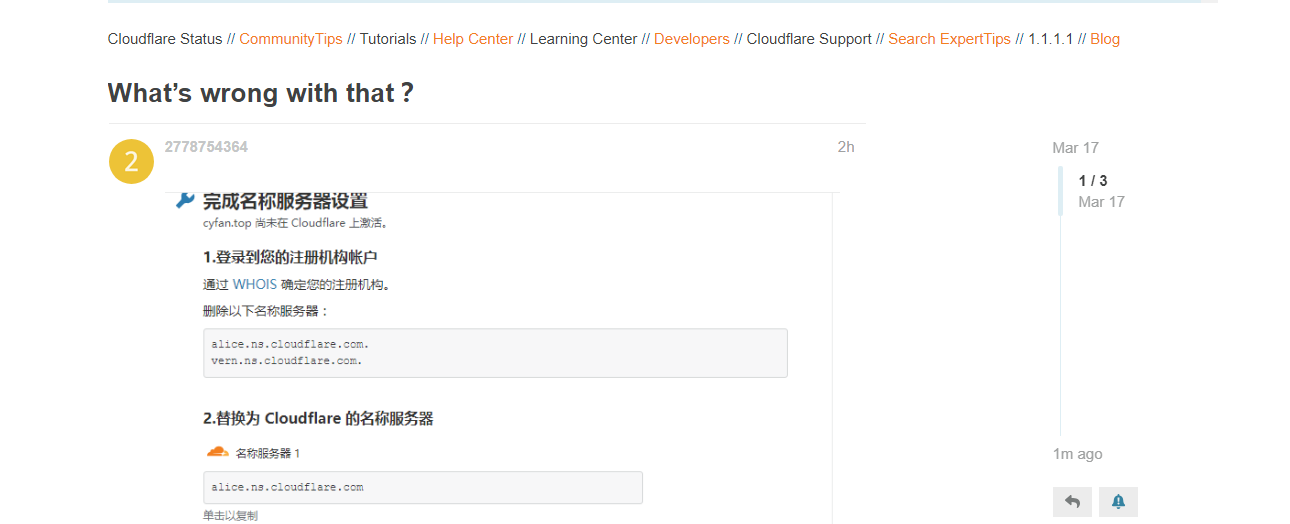 Cloudflare Status // CommunityTips // Tutorials // Help Center // Learning Center // Developers // Cloudflare Support // Search ExpertTips // 1.1.1.1 // Blog
What’s wrong with that？
2
2778754364
2h
完成名称服务器设置
cyfan.top 尚未在 Cloudflare 上激活。
1.登录到您的注册机构帐户
通过 WHOIS 确定您的注册机构。
删除以下名称服务器：
alice.ns.cloudflare.com.
vern.ns.cloudflare.com.
2.替换为 Cloudflare 的名称服务器
名称服务器 1
alice.ns.cloudflare.com
单击以复制
Mar 17
1 / 3
Mar 17
1m ago